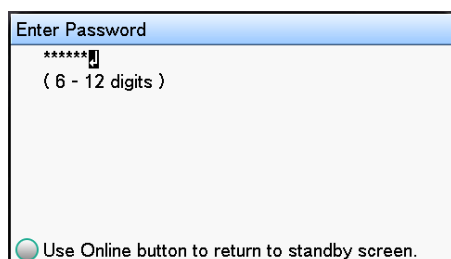 Enter Password
******↲
( 6 - 12 digits )
Use Online button to return to standby screen.